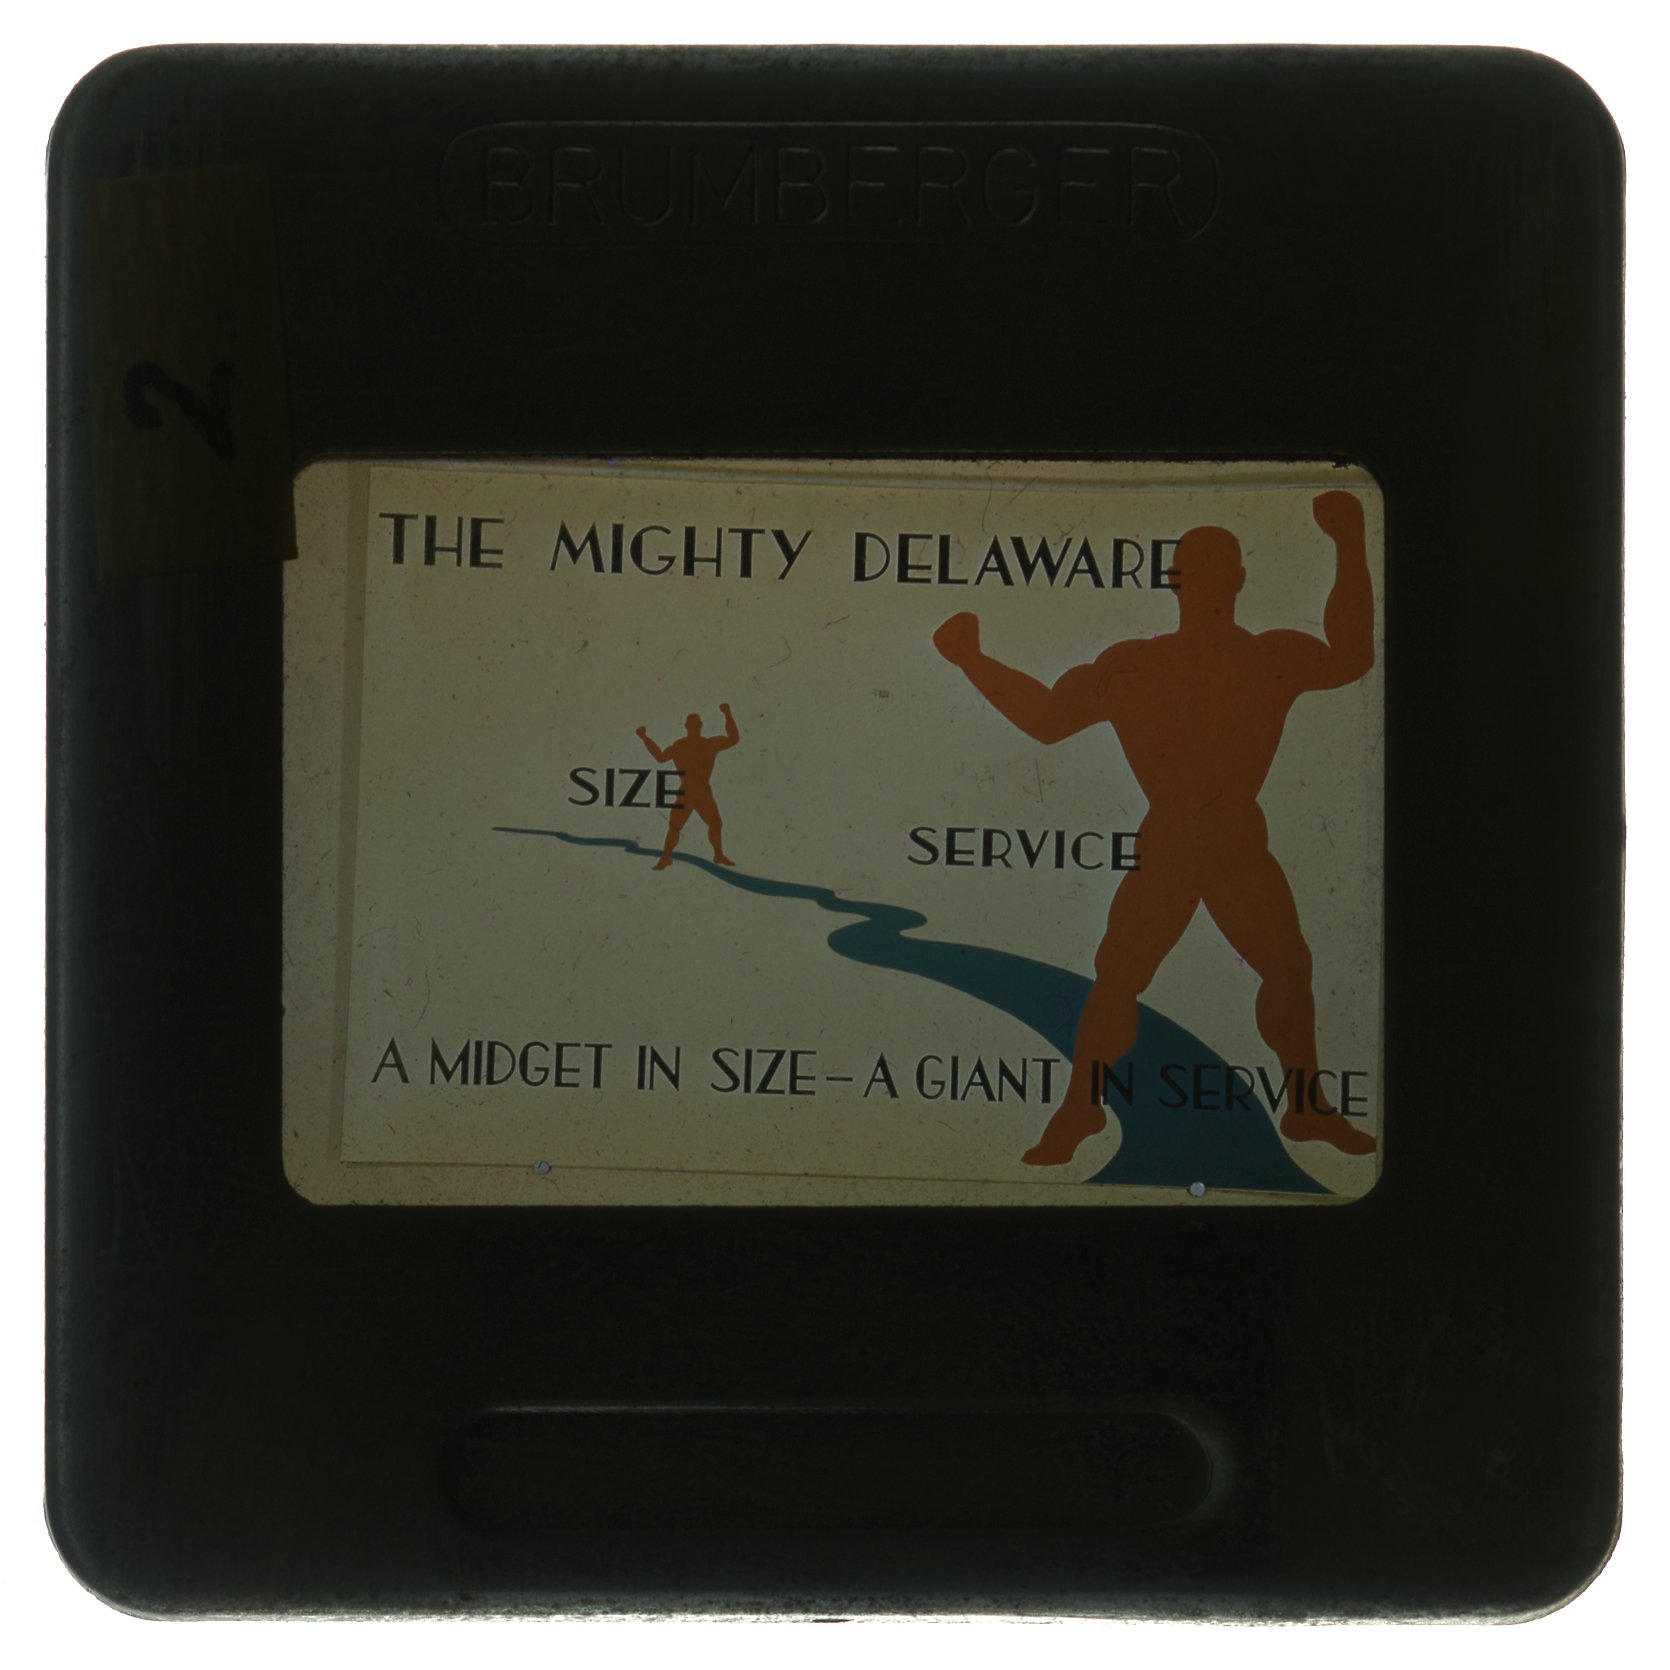 BRUMBERGER
2
THE MIGHTY DELAWARE
SIZE
SERVICE
A MIDGET IN SIZE – A GIANT IN SERVICE